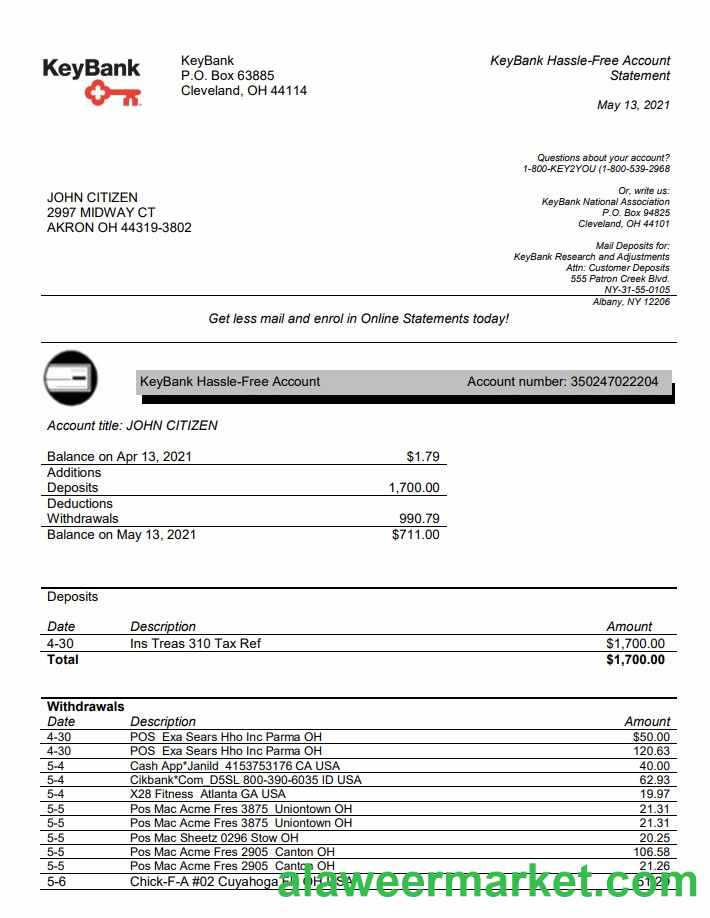 KeyBank
KeyBank
P.O. Box 63885
Cleveland, OH 44114
KeyBank Hassle-Free Account
Statement
May 13, 2021
Questions about your account?
1-800-KEY2YOU (1-800-539-2968
Or, write us:
KeyBank National Association
P.O. Box 94825
Cleveland, OH 44101
JOHN CITIZEN
2997 MIDWAY CT
AKRON OH 44319-3802
Mail Deposits for:
KeyBank Research and Adjustments
Attn: Customer Deposits
555 Patron Creek Blvd.
NY-31-55-0105
Albany, NY 12206
Get less mail and enrol in Online Statements today!
KeyBank Hassle-Free Account Account number: 350247022204
Account title: JOHN CITIZEN
Balance on Apr 13, 2021 $1.79
Additions
Deposits 1,700.00
Deductions
Withdrawals 990.79
Balance on May 13, 2021 $711.00
Deposits
Date Description Amount
4-30 Ins Treas 310 Tax Ref $1,700.00
Total $1,700.00
Withdrawals
Date Description Amount
4-30 POS Exa Sears Hho Inc Parma OH $50.00
4-30 POS Exa Sears Hho Inc Parma OH 120.63
5-4 Cash App*Janild 4153753176 CA USA 40.00
5-4 Cikbank*Com_D5SL 800-390-6035 ID USA 62.93
5-4 X28 Fitness Atlanta GA USA 19.97
5-5 Pos Mac Acme Fres 3875 Uniontown OH 21.31
5-5 Pos Mac Acme Fres 3875 Uniontown OH 21.31
5-5 Pos Mac Sheetz 0296 Stow OH 20.25
5-5 Pos Mac Acme Fres 2905 Canton OH 106.58
5-5 Pos Mac Acme Fres 2905 Canton OH 21.26
5-6 Chick-F-A #02 Cuyahoga OH USA
alaweermarket.com